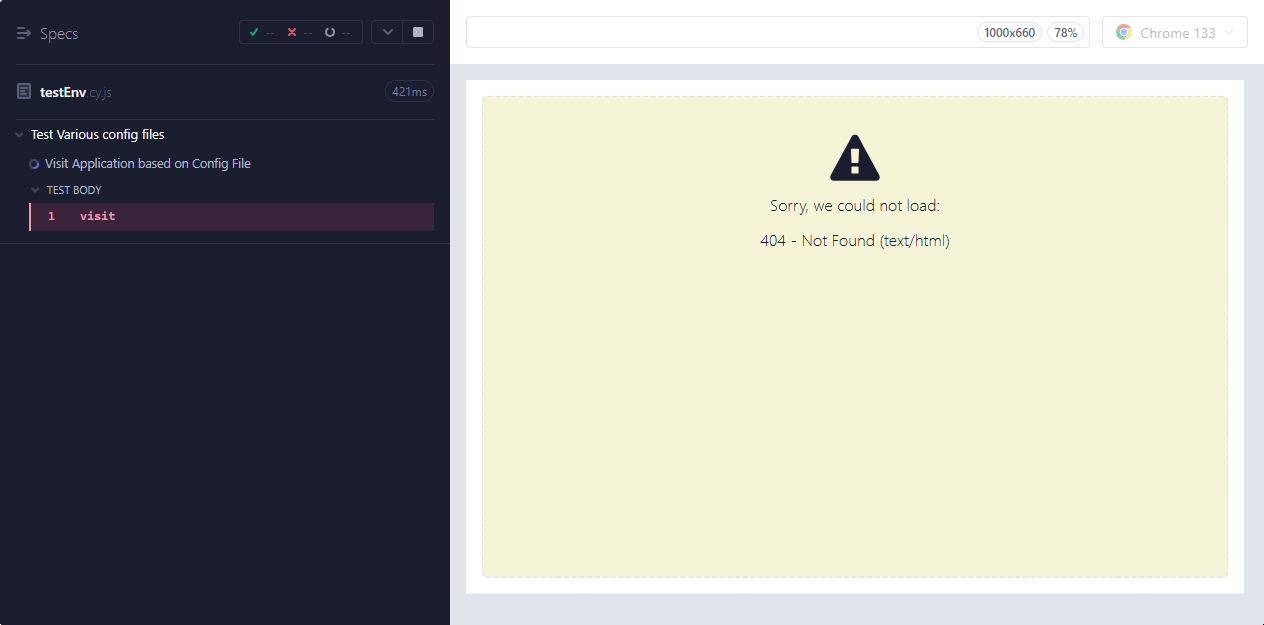 Specs
-- -- --
testEnv.cy.js
421ms
Test Various config files
Visit Application based on Config File
TEST BODY
1 visit
1000x660 78%
Chrome 133
Sorry, we could not load:
404 - Not Found (text/html)